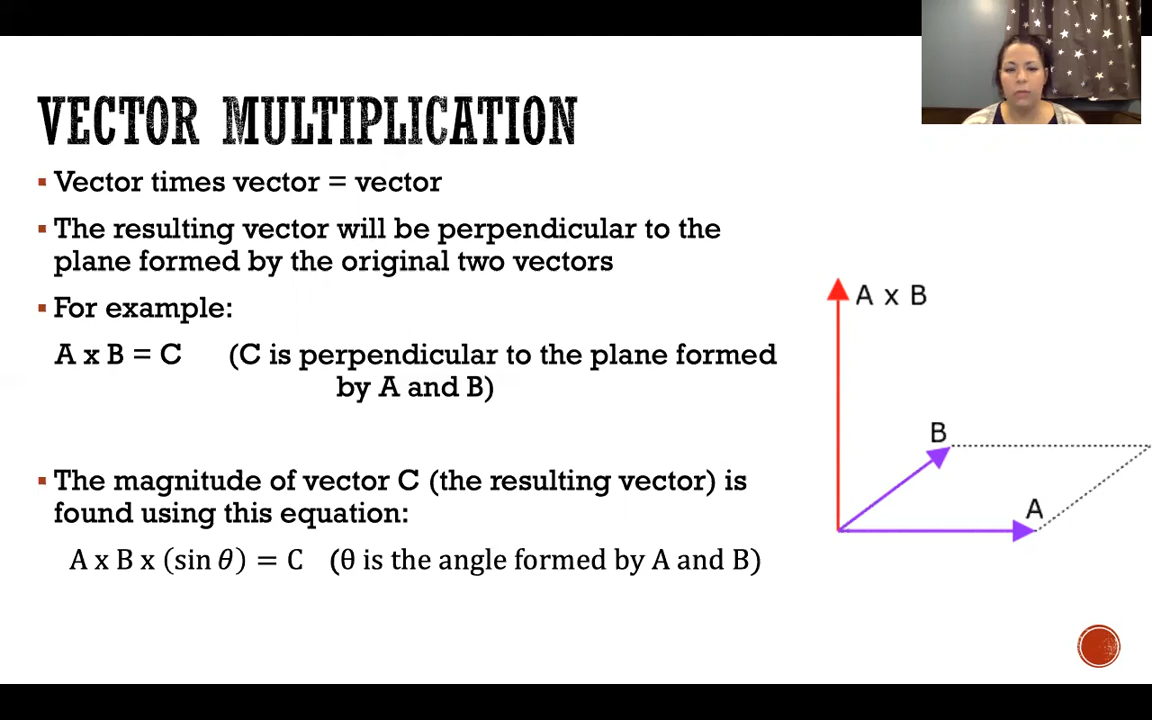 VECTOR MULTIPLICATION
Vector times vector = vector
The resulting vector will be perpendicular to the
plane formed by the original two vectors
For example:
A x B = C (C is perpendicular to the plane formed
by A and B)
The magnitude of vector C (the resulting vector) is
found using this equation:
A x B x (sin θ) = C (θ is the angle formed by A and B)
A x B
B
A